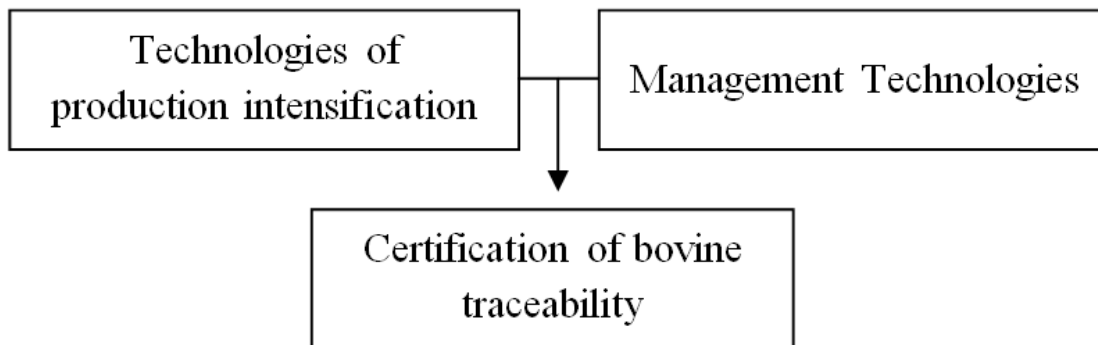 Technologies of
production intensification
Management Technologies
Certification of bovine
traceability